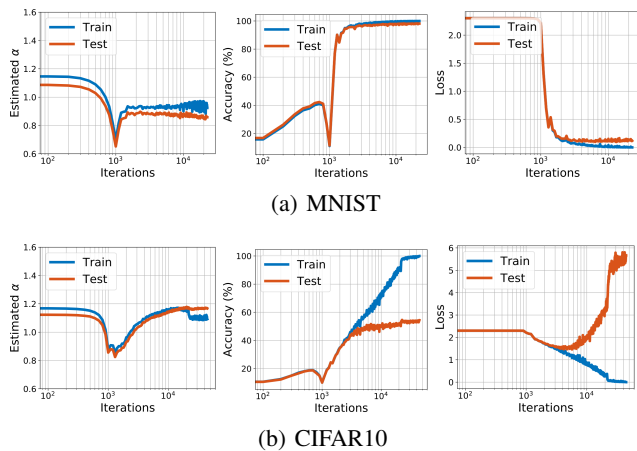 1.6
1.4
1.2
1.0
0.8
0.6
Estimated α
Train
Test
10²
10³
10⁴
Iterations
100
80
60
40
20
Accuracy (%)
Train
Test
10²
10³
10⁴
Iterations
2.0
1.5
1.0
0.5
0.0
Loss
Train
Test
10²
10³
10⁴
Iterations
(a) MNIST
1.6
1.4
1.2
1.0
0.8
0.6
Estimated α
Train
Test
10²
10³
10⁴
Iterations
100
80
60
40
20
Accuracy (%)
Train
Test
10²
10³
10⁴
Iterations
6
5
4
3
2
1
0
Loss
Train
Test
10²
10³
10⁴
Iterations
(b) CIFAR10